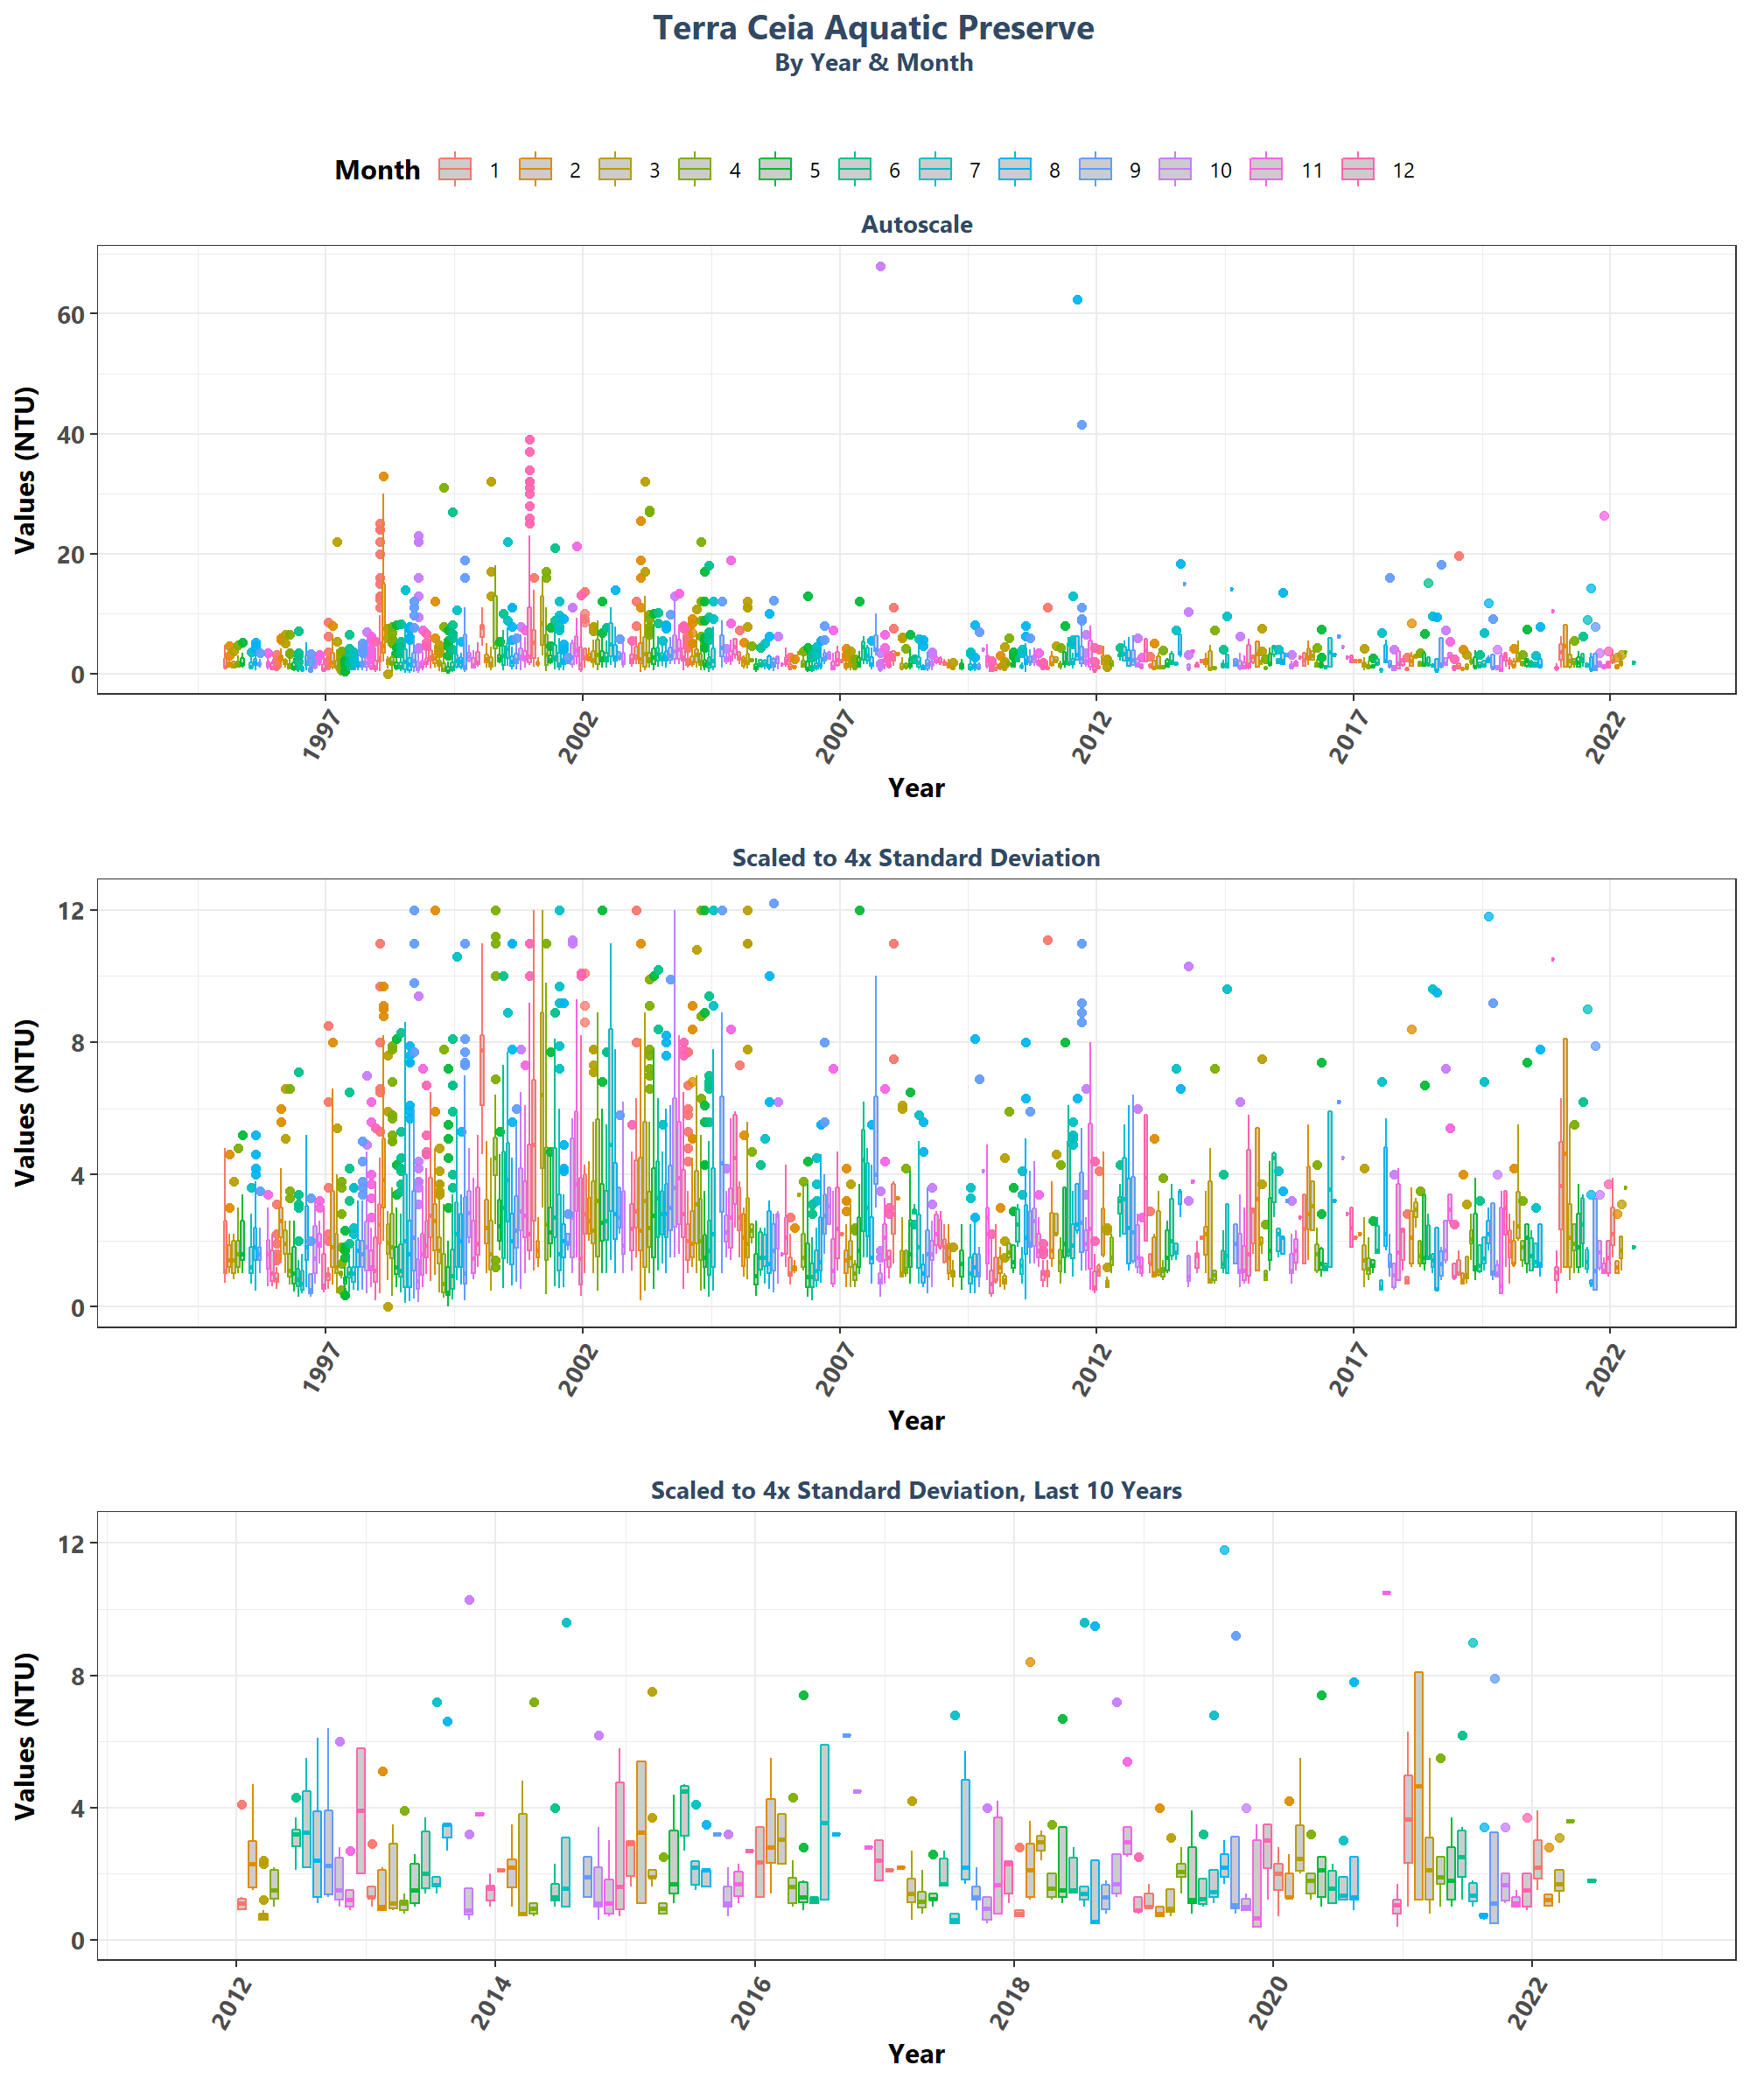 Terra Ceia Aquatic Preserve
By Year & Month
Month 1 2 3 4 5 6 7 8 9 10 11 12
Autoscale
Values (NTU)
60
40
20
0
1997 2002 2007 2012 2017 2022
Year
Scaled to 4x Standard Deviation
Values (NTU)
12
8
4
0
1997 2002 2007 2012 2017 2022
Year
Scaled to 4x Standard Deviation, Last 10 Years
Values (NTU)
12
8
4
0
2012 2014 2016 2018 2020 2022
Year